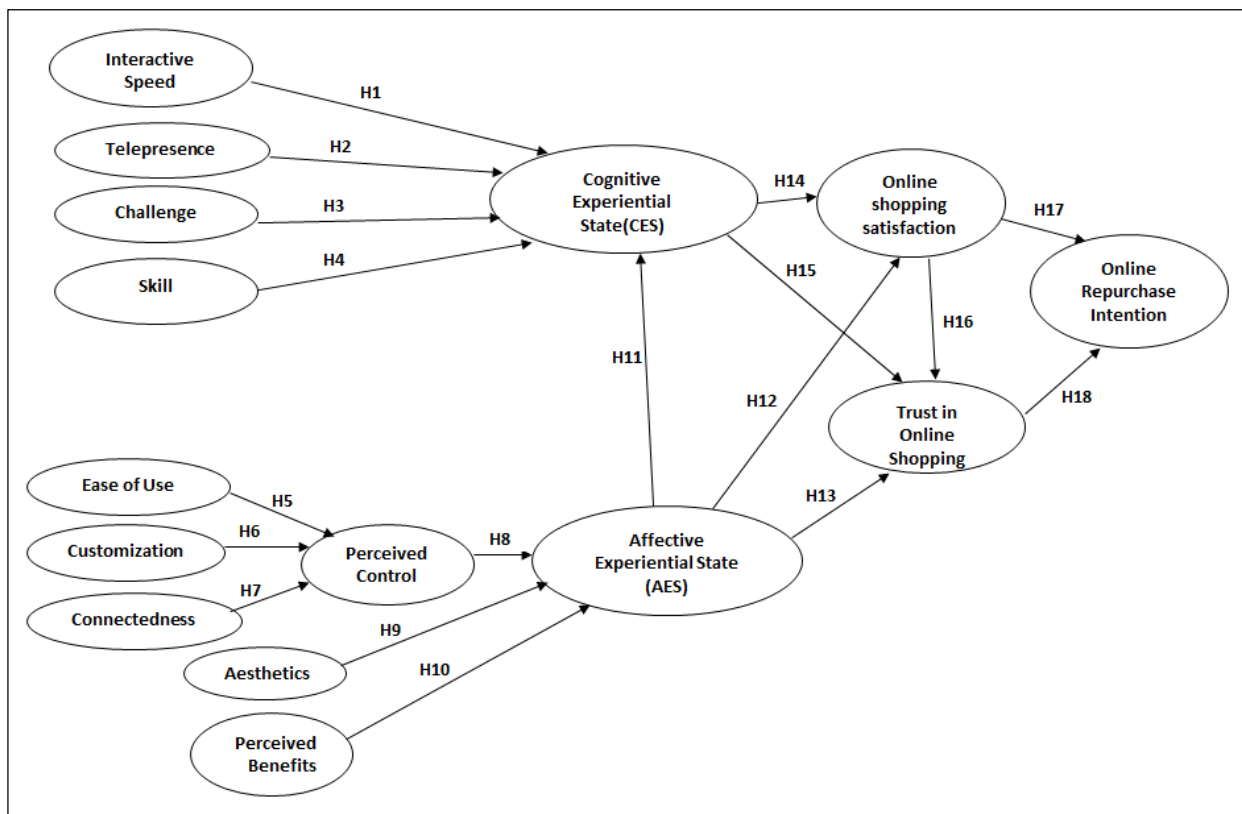 Interactive
Speed
H1
Telepresence
H2
Challenge
H3
Skill
H4
Cognitive
Experiential
State(CES)
H14
Online
shopping
satisfaction
H17
Online
Repurchase
Intention
H15
H16
H11
H12
Trust in
Online
Shopping
H18
H13
Ease of Use
H5
Customization
H6
Connectedness
H7
Perceived
Control
H8
Affective
Experiential State
(AES)
Aesthetics
H9
Perceived
Benefits
H10